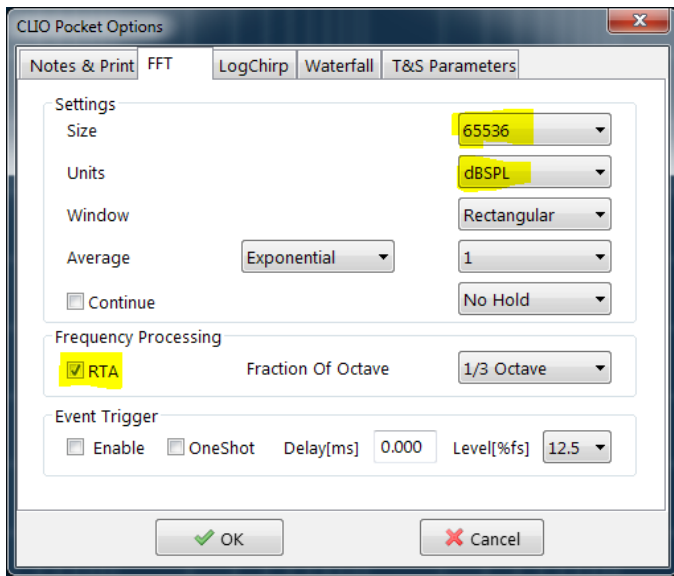 CLIO Pocket Options
Notes & Print FFT LogChirp Waterfall T&S Parameters
Settings
Size 65536
Units dBSPL
Window Rectangular
Average Exponential 1
Continue No Hold
Frequency Processing
RTA Fraction Of Octave 1/3 Octave
Event Trigger
Enable OneShot Delay[ms] 0.000 Level[%fs] 12.5
OK Cancel